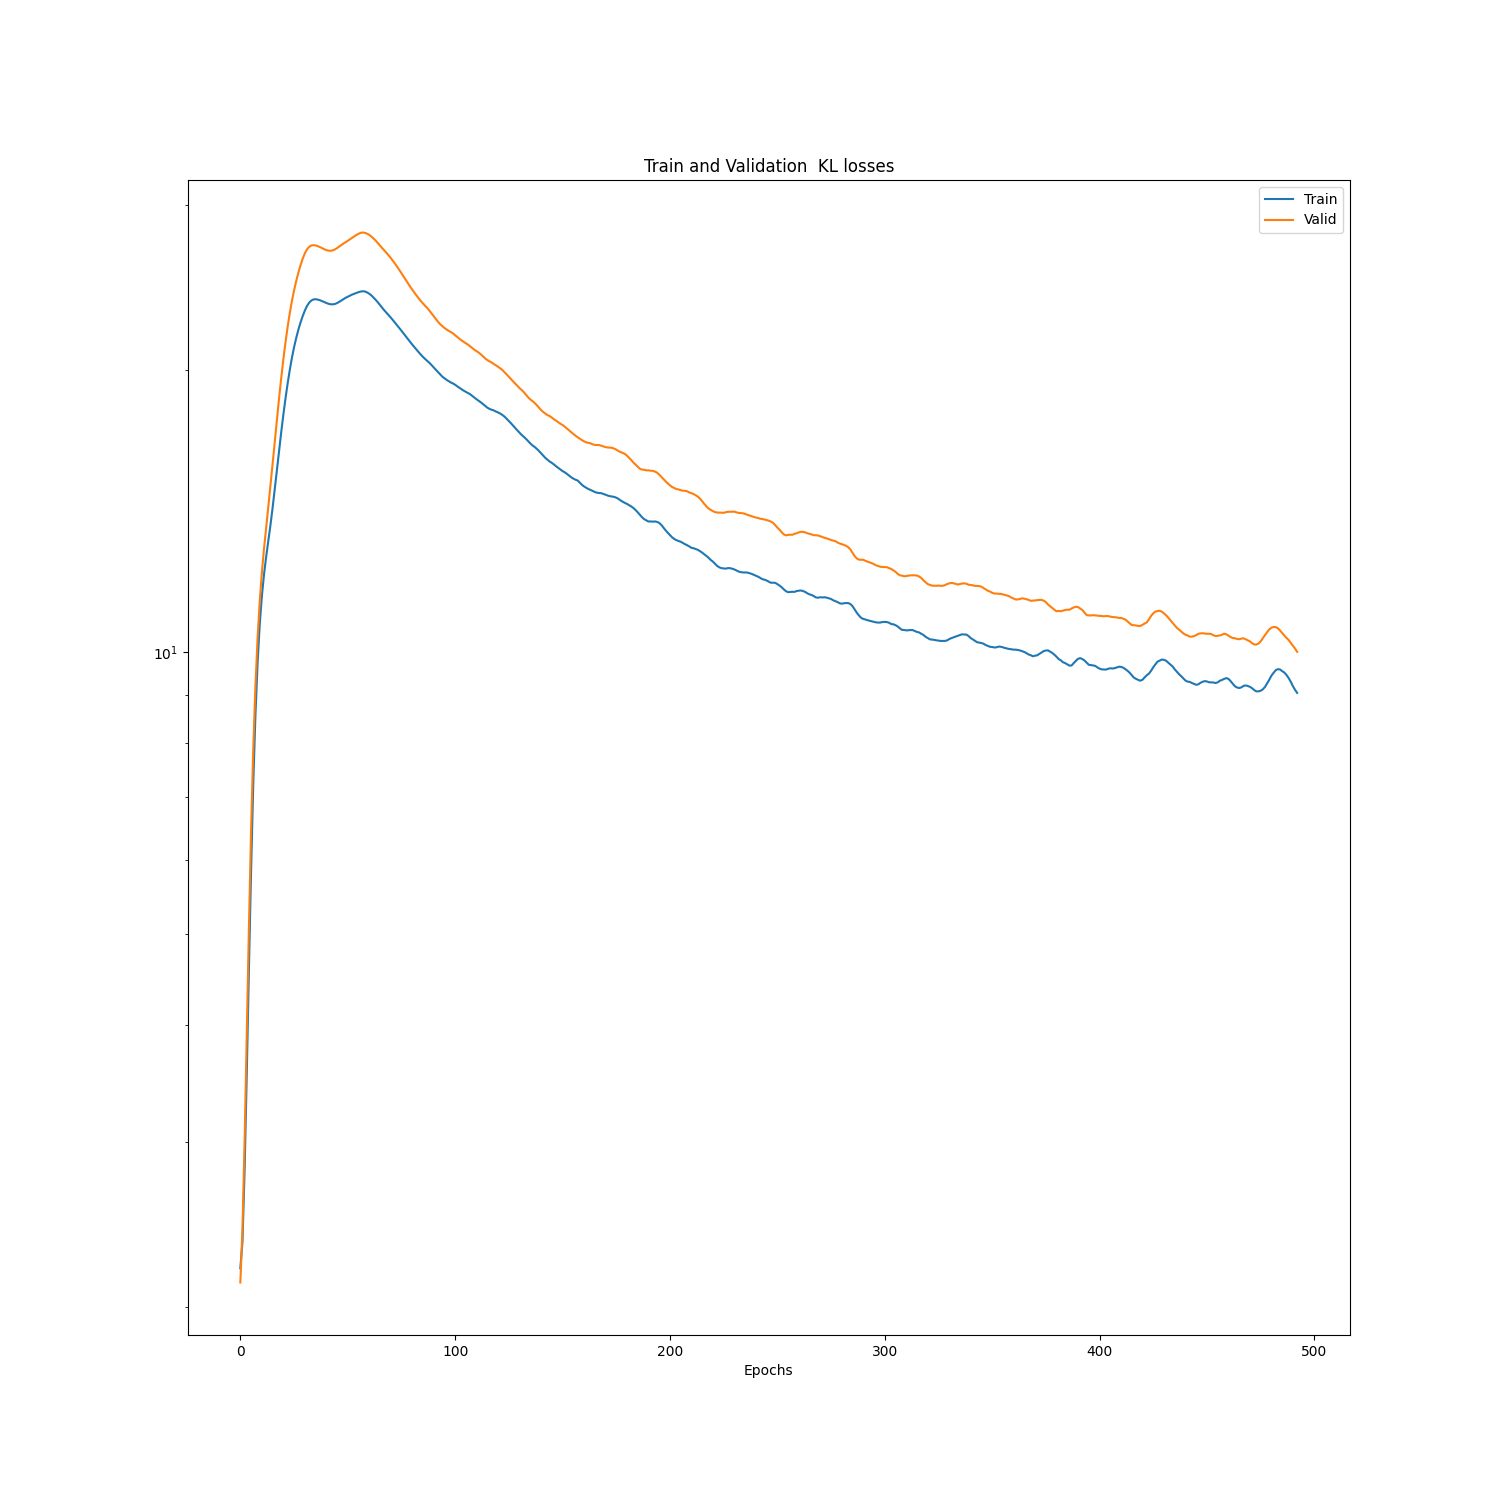 Train and Validation  KL losses
Train
Valid
10¹
0 100 200 300 400 500
Epochs